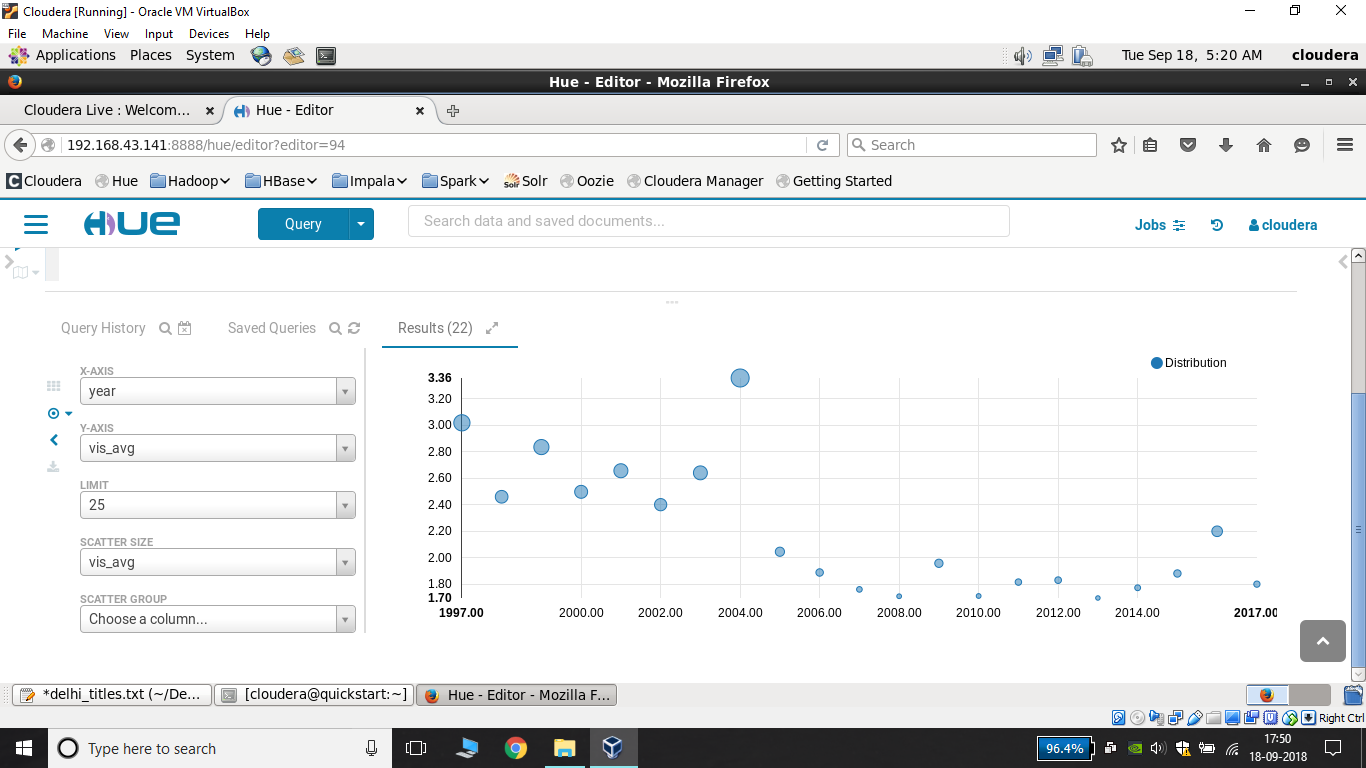 Cloudera [Running] - Oracle VM VirtualBox
File Machine View Input Devices Help
Applications Places System Tue Sep 18, 5:20 AM cloudera
Hue - Editor - Mozilla Firefox
Cloudera Live : Welcom... Hue - Editor
192.168.43.141:8888/hue/editor?editor=94 Search
Cloudera Hue Hadoop HBase Impala Spark Solr Solr Oozie Cloudera Manager Getting Started
HUE Query Search data and saved documents... Jobs cloudera
Query History Saved Queries Results (22)
Distribution
X-AXIS
year
Y-AXIS
vis_avg
LIMIT
25
SCATTER SIZE
vis_avg
SCATTER GROUP
Choose a column...
3.36
3.20
3.00
2.80
2.60
2.40
2.20
2.00
1.80
1.70
1997.00 2000.00 2002.00 2004.00 2006.00 2008.00 2010.00 2012.00 2014.00 2017.00
*delhi_titles.txt (~/De... [cloudera@quickstart:~] Hue - Editor - Mozilla F...
Right Ctrl
Type here to search 96.4% 17:50
18-09-2018